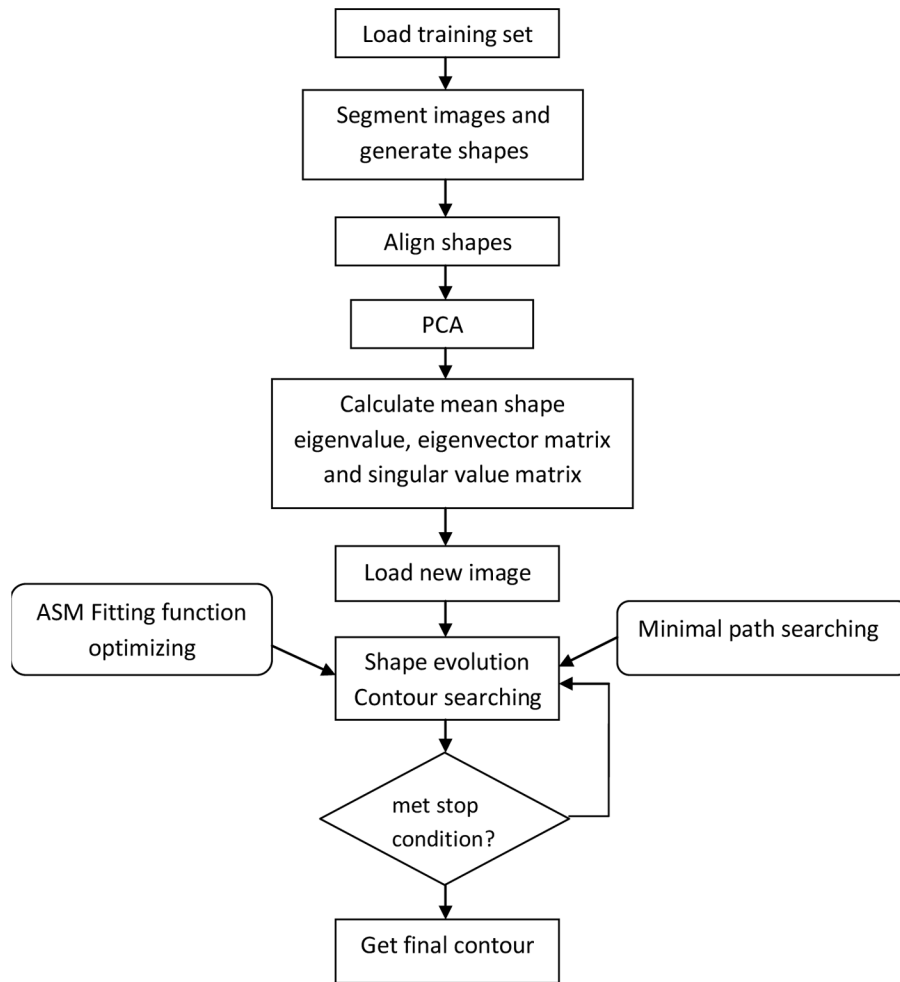 Load training set
Segment images and
generate shapes
Align shapes
PCA
Calculate mean shape
eigenvalue, eigenvector matrix
and singular value matrix
Load new image
ASM Fitting function
optimizing
Minimal path searching
Shape evolution
Contour searching
met stop
condition?
Get final contour